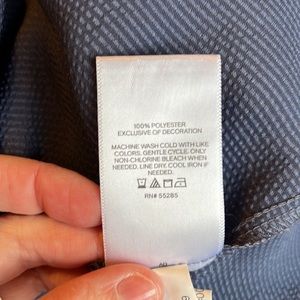 100% POLYESTER
EXCLUSIVE OF DECORATION
MACHINE WASH COLD WITH LIKE
COLORS, GENTLE CYCLE. ONLY
NON-CHLORINE BLEACH WHEN
NEEDED. LINE DRY. COOL IRON IF
NEEDED.
RN# 55285